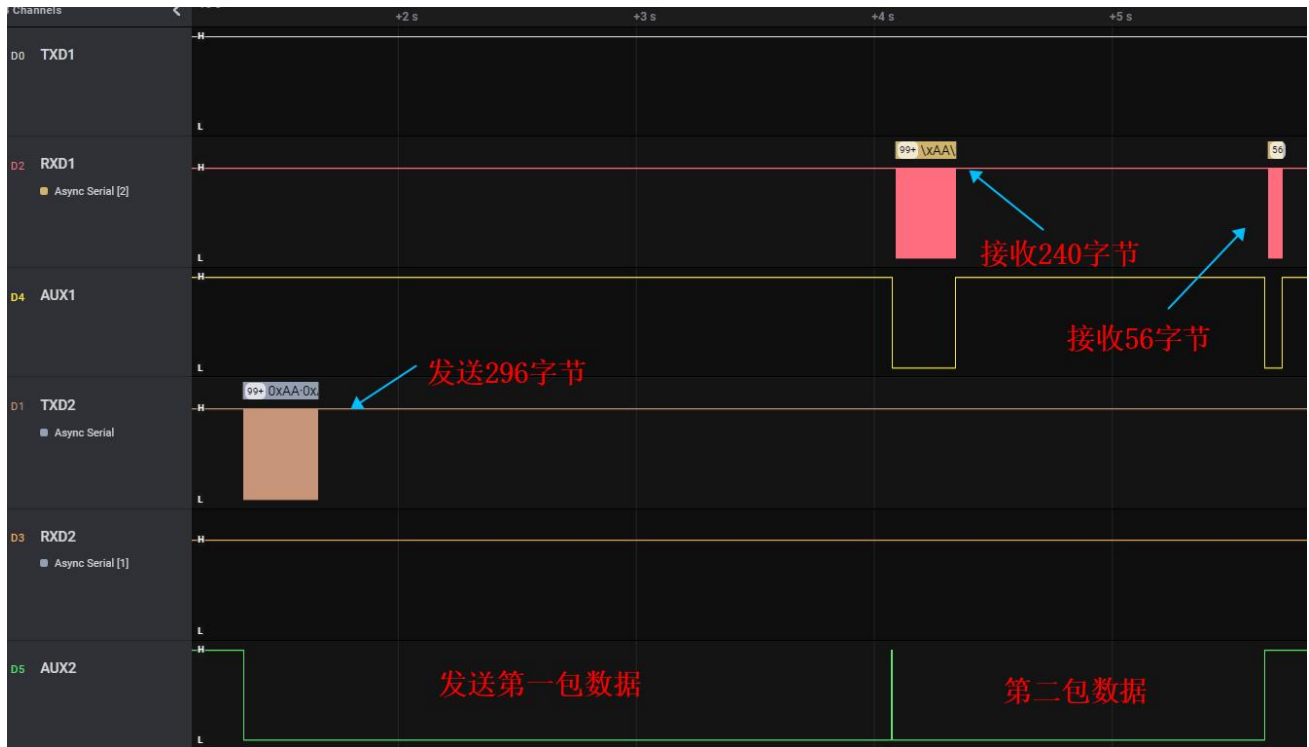 +2 s
+3 s
+4 s
+5 s
D0 TXD1
H
L
D2 RXD1
Async Serial [2]
H
L
99+ \xAA\
56
接收240字节
接收56字节
D4 AUX1
H
L
发送296字节
D1 TXD2
Async Serial
H
L
99+ 0xAA·0x
D3 RXD2
Async Serial [1]
H
L
D5 AUX2
H
L
发送第一包数据
第二包数据